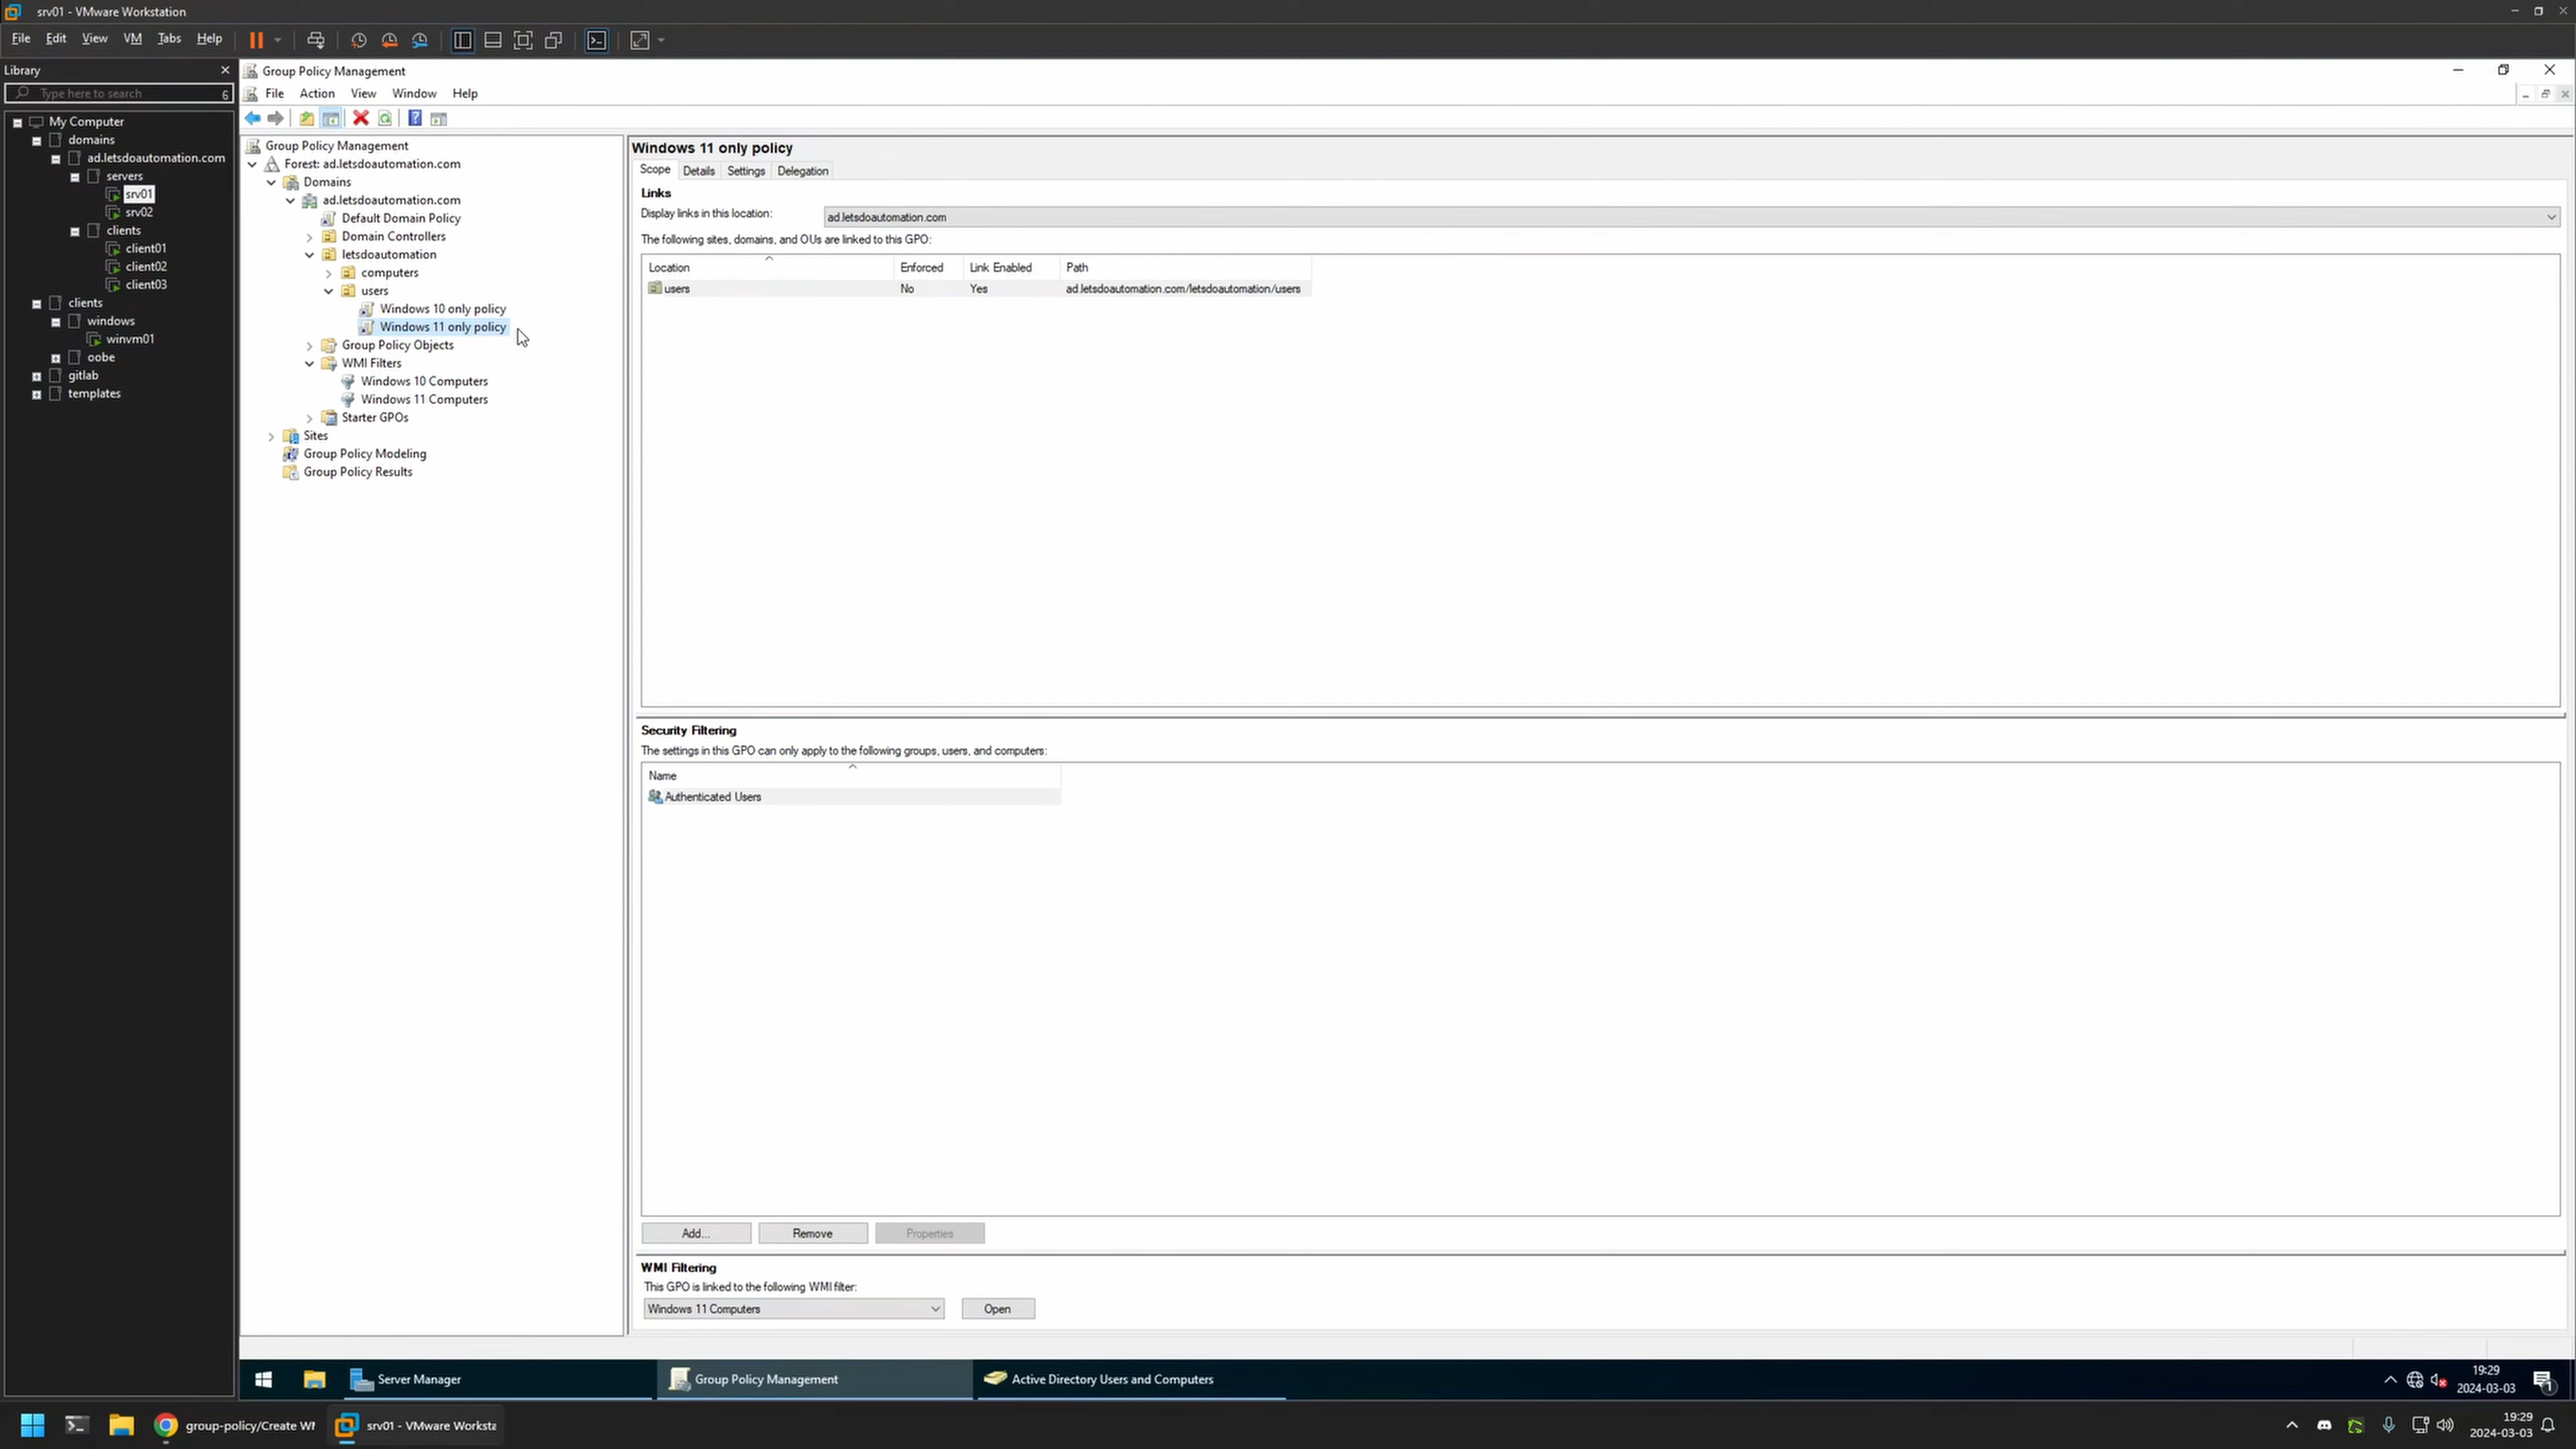 srv01 - VMware Workstation
File Edit View VM Tabs Help
Library
Type here to search 6
My Computer
domains
ad.letsdoautomation.com
servers
srv01
srv02
clients
client01
client02
client03
clients
windows
winvm01
oobe
gitlab
templates
Group Policy Management
File Action View Window Help
Group Policy Management
Forest: ad.letsdoautomation.com
Domains
ad.letsdoautomation.com
Default Domain Policy
Domain Controllers
letsdoautomation
computers
users
Windows 10 only policy
Windows 11 only policy
Group Policy Objects
WMI Filters
Windows 10 Computers
Windows 11 Computers
Starter GPOs
Sites
Group Policy Modeling
Group Policy Results
Windows 11 only policy
Scope Details Settings Delegation
Links
Display links in this location: ad.letsdoautomation.com
The following sites, domains, and OUs are linked to this GPO:
Location Enforced Link Enabled Path
users No Yes ad.letsdoautomation.com/letsdoautomation/users
Security Filtering
The settings in this GPO can only apply to the following groups, users, and computers:
Name
Authenticated Users
Add... Remove Properties
WMI Filtering
This GPO is linked to the following WMI filter:
Windows 11 Computers Open
Server Manager Group Policy Management Active Directory Users and Computers
19:29
2024-03-03
1
group-policy/Create WI srv01 - VMware Worksta
19:29
2024-03-03